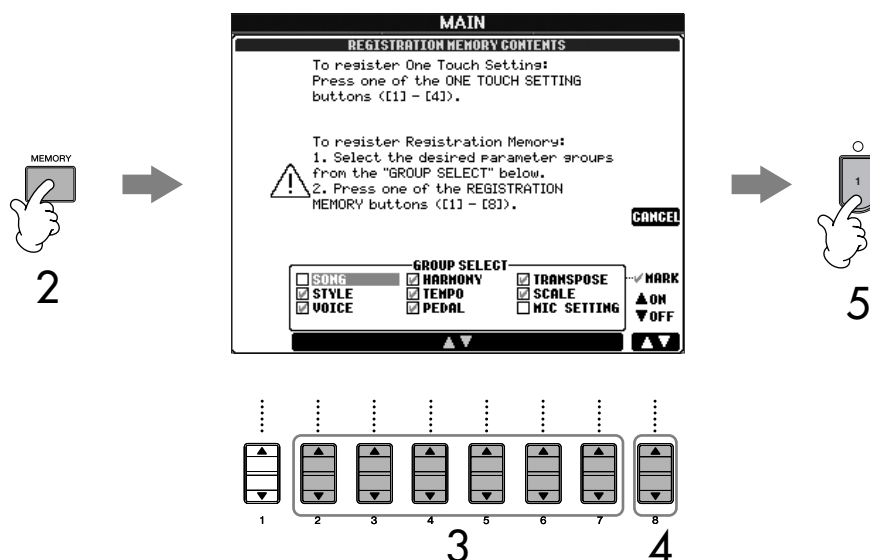 MAIN
REGISTRATION MEMORY CONTENTS
To register One Touch Setting:
Press one of the ONE TOUCH SETTING
buttons ([1] - [4]).
To register Registration Memory:
1. Select the desired parameter groups
from the "GROUP SELECT" below.
2. Press one of the REGISTRATION
MEMORY buttons ([1] - [8]).
CANCEL
MEMORY
2
1
5
GROUP SELECT
SONG HARMONY TRANSPOSE
STYLE TEMPO SCALE
VOICE PEDAL MIC SETTING
MARK
▲ON
▼OFF
▲▼ ▲▼
1 2 3 4 5 6 7 8
3 4